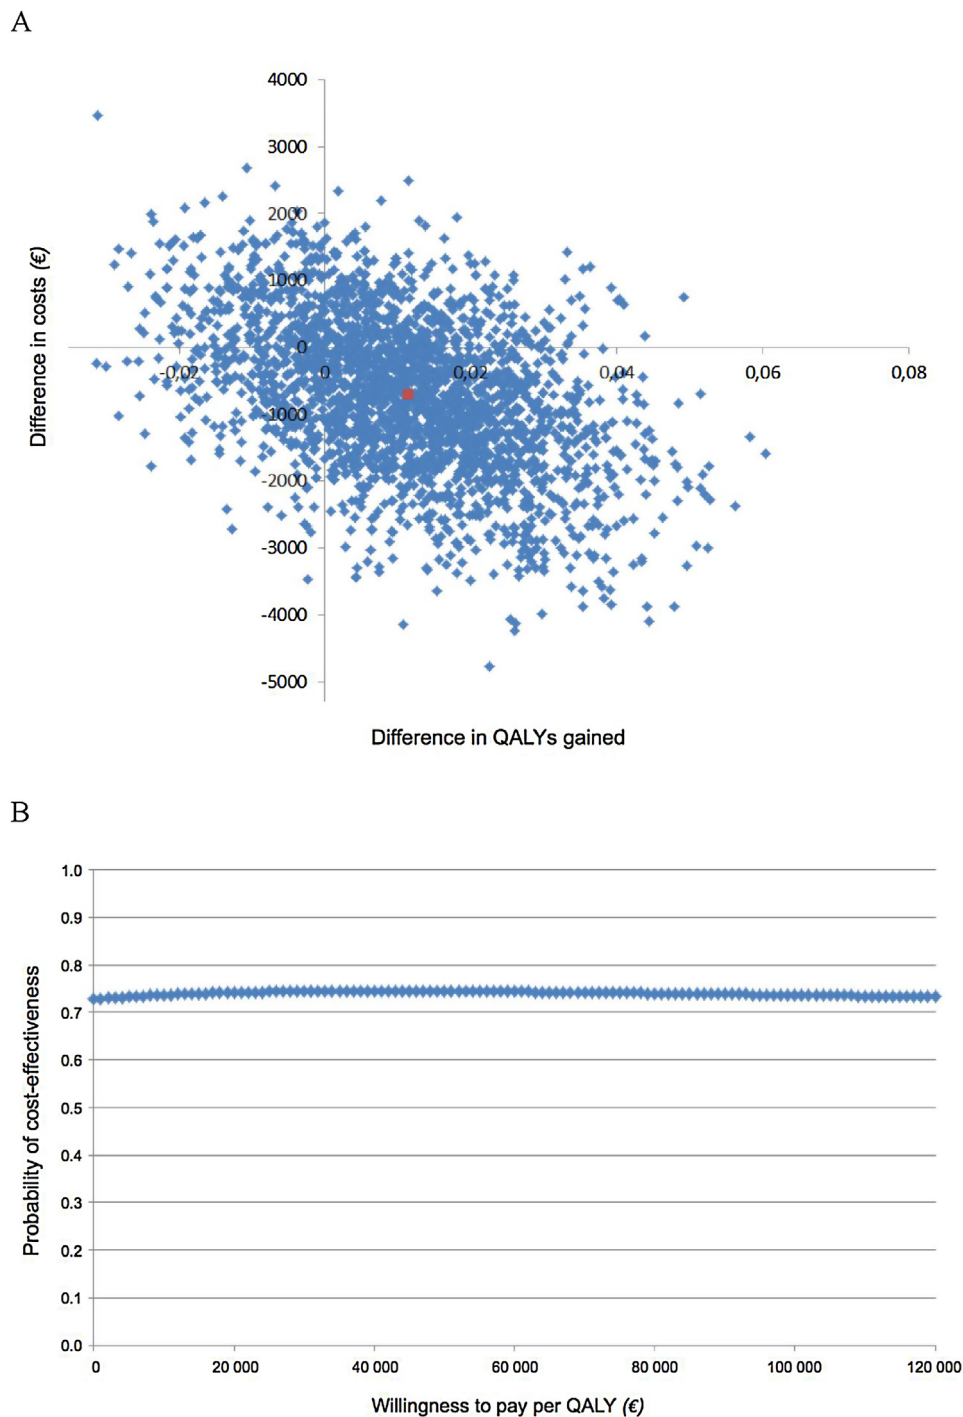 A
4000
3000
2000
1000
0
-1000
-2000
-3000
-4000
-5000
Difference in costs (€)
-0,02 0 0,02 0,04 0,06 0,08
Difference in QALYs gained
B
1.0
0.9
0.8
0.7
0.6
0.5
0.4
0.3
0.2
0.1
0.0
Probability of cost-effectiveness
0 20 000 40 000 60 000 80 000 100 000 120 000
Willingness to pay per QALY (€)